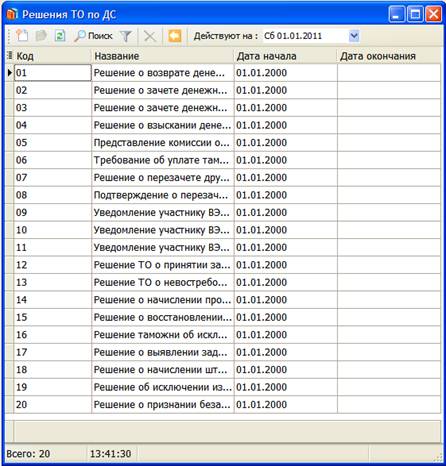 Решения ТО по ДС
Поиск Действуют на : Сб 01.01.2011
Код Название Дата начала Дата окончания
01 Решение о возврате дене... 01.01.2000
02 Решение о зачете денежн... 01.01.2000
03 Решение о зачете денежн... 01.01.2000
04 Решение о взыскании дене... 01.01.2000
05 Представление комиссии о... 01.01.2000
06 Требование об уплате там... 01.01.2000
07 Решение о перезачете дру... 01.01.2000
08 Подтверждение о перезач... 01.01.2000
09 Уведомление участнику ВЭ... 01.01.2000
10 Уведомление участнику ВЭ... 01.01.2000
11 Уведомление участнику ВЭ... 01.01.2000
12 Решение ТО о принятии за... 01.01.2000
13 Решение ТО о невостребо... 01.01.2000
14 Решение о начислении про... 01.01.2000
15 Решение о восстановлении... 01.01.2000
16 Решение таможни об искл... 01.01.2000
17 Решение о выявлении зад... 01.01.2000
18 Решение о начислении шт... 01.01.2000
19 Решение об исключении из... 01.01.2000
20 Решение о признании беза... 01.01.2000
Всего: 20 13:41:30